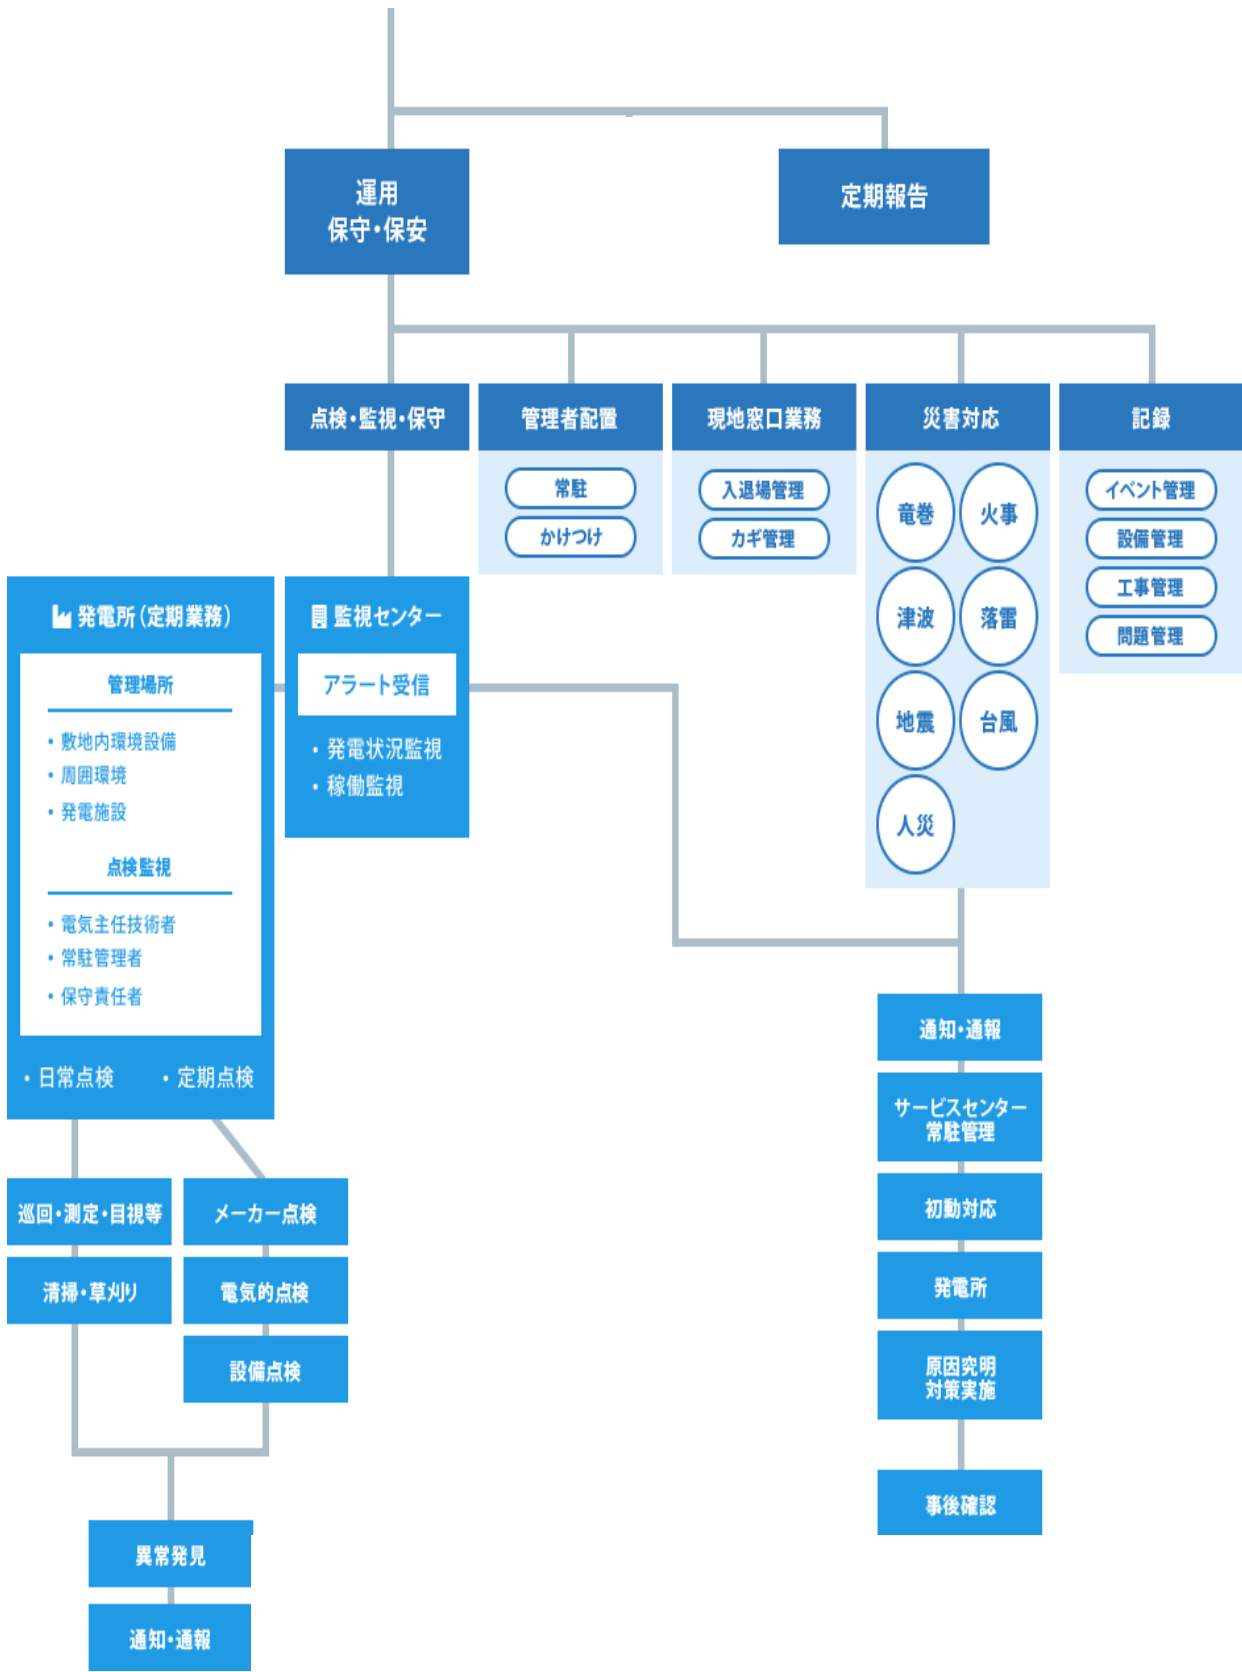 運用
保守・保安
定期報告
点検・監視・保守
管理者配置
常駐
かけつけ
現地窓口業務
入退場管理
カギ管理
災害対応
竜巻
火事
津波
落雷
地震
台風
人災
記録
イベント管理
設備管理
工事管理
問題管理
発電所（定期業務）
管理場所
・敷地内環境設備
・周囲環境
・発電施設
点検監視
・電気主任技術者
・常駐管理者
・保守責任者
・日常点検
・定期点検
監視センター
アラート受信
・発電状況監視
・稼働監視
巡回・測定・目視等
清掃・草刈り
メーカー点検
電気的点検
設備点検
異常発見
通知・通報
通知・通報
サービスセンター
常駐管理
初動対応
発電所
原因究明
対策実施
事後確認